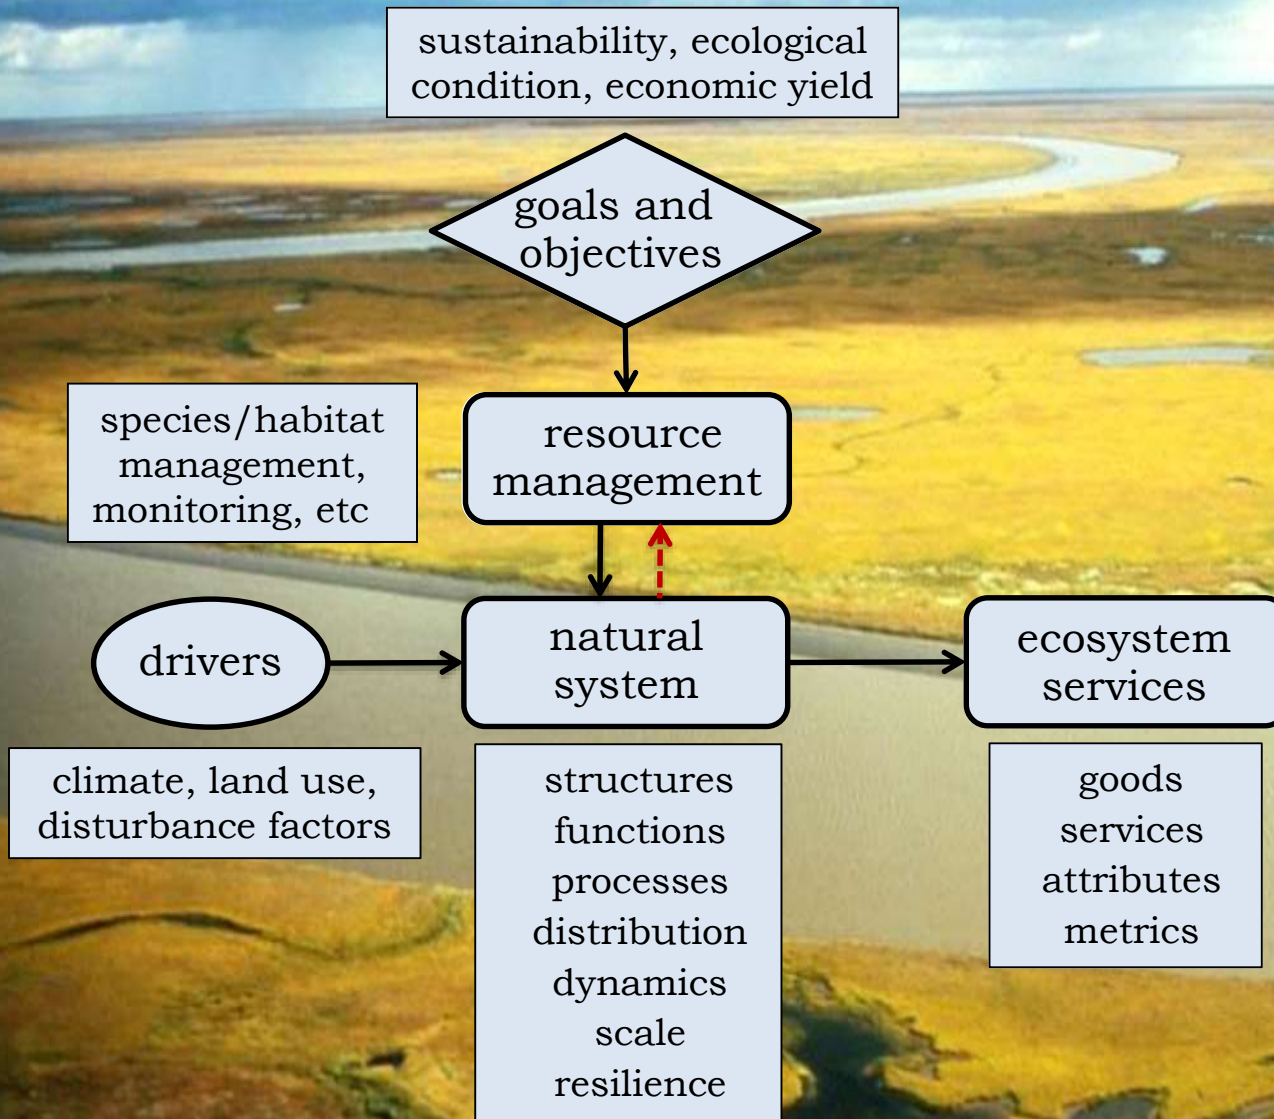 sustainability, ecological
condition, economic yield
goals and
objectives
resource
management
species/habitat
management,
monitoring, etc
drivers
natural
system
ecosystem
services
climate, land use,
disturbance factors
structures
functions
processes
distribution
dynamics
scale
resilience
goods
services
attributes
metrics